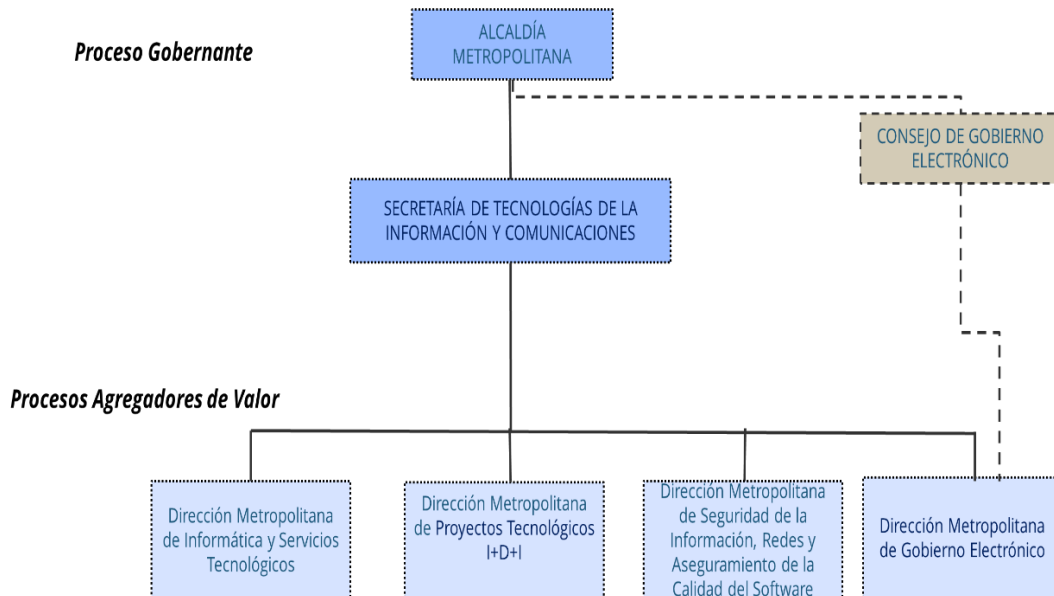 Proceso Gobernante
ALCALDÍA
METROPOLITANA
CONSEJO DE GOBIERNO
ELECTRÓNICO
SECRETARÍA DE TECNOLOGÍAS DE LA
INFORMACIÓN Y COMUNICACIONES
Procesos Agregadores de Valor
Dirección Metropolitana
de Informática y Servicios
Tecnológicos
Dirección Metropolitana
de Proyectos Tecnológicos
I+D+I
Dirección Metropolitana
de Seguridad de la
Información, Redes y
Aseguramiento de la
Calidad del Software
Dirección Metropolitana
de Gobierno Electrónico